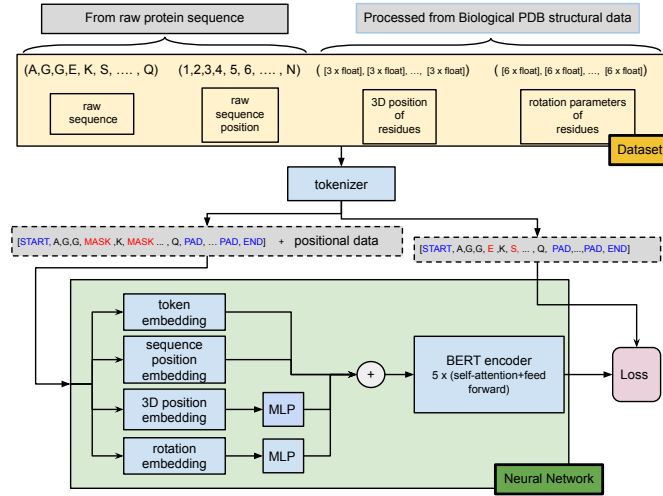 From raw protein sequence
Processed from Biological PDB structural data
(A,G,G,E, K, S, .... , Q)
(1,2,3,4, 5, 6, .... , N)
( [3 x float], [3 x float], ..., [3 x float])
( [6 x float], [6 x float], ..., [6 x float])
raw
sequence
raw
sequence
position
3D position
of
residues
rotation parameters
of
residues
Dataset
tokenizer
[START, A,G,G, MASK ,K, MASK ... , Q, PAD, ... PAD, END] + positional data
[START, A,G,G, E ,K, S, ... , Q, PAD,...,PAD, END]
token
embedding
sequence
position
embedding
3D position
embedding
MLP
rotation
embedding
MLP
+
BERT encoder
5 x (self-attention+feed
forward)
Loss
Neural Network